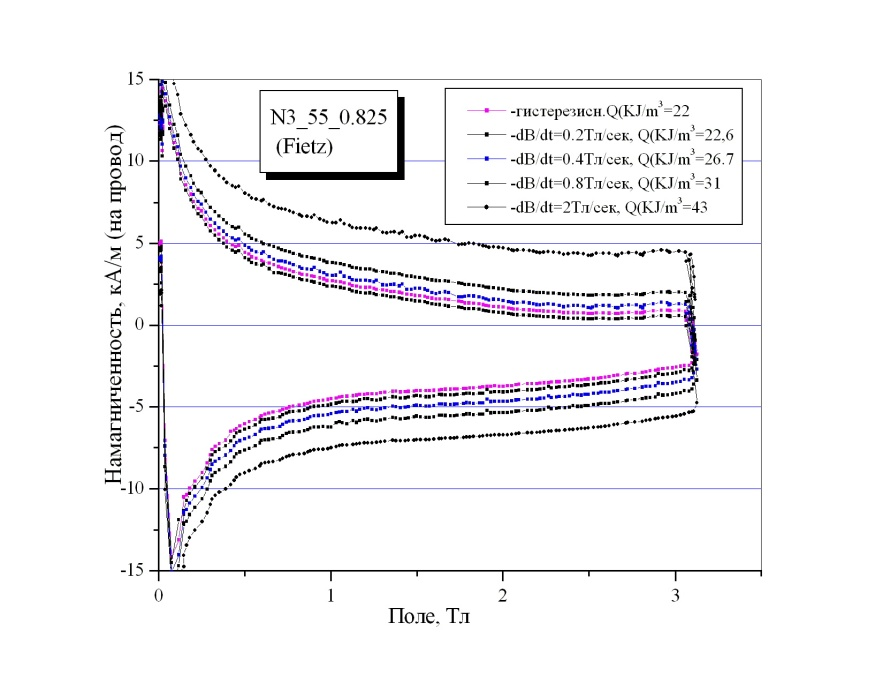 N3_55_0.825
(Fietz)
-гистерезисн.Q(KJ/m³=22
-dB/dt=0.2Тл/сек, Q(KJ/m³=22,6
-dB/dt=0.4Тл/сек, Q(KJ/m³=26.7
-dB/dt=0.8Тл/сек, Q(KJ/m³=31
-dB/dt=2Тл/сек, Q(KJ/m³=43
Намагниченность, кА/м (на провод)
15
10
5
0
-5
-10
-15
0 1 2 3
Поле, Тл